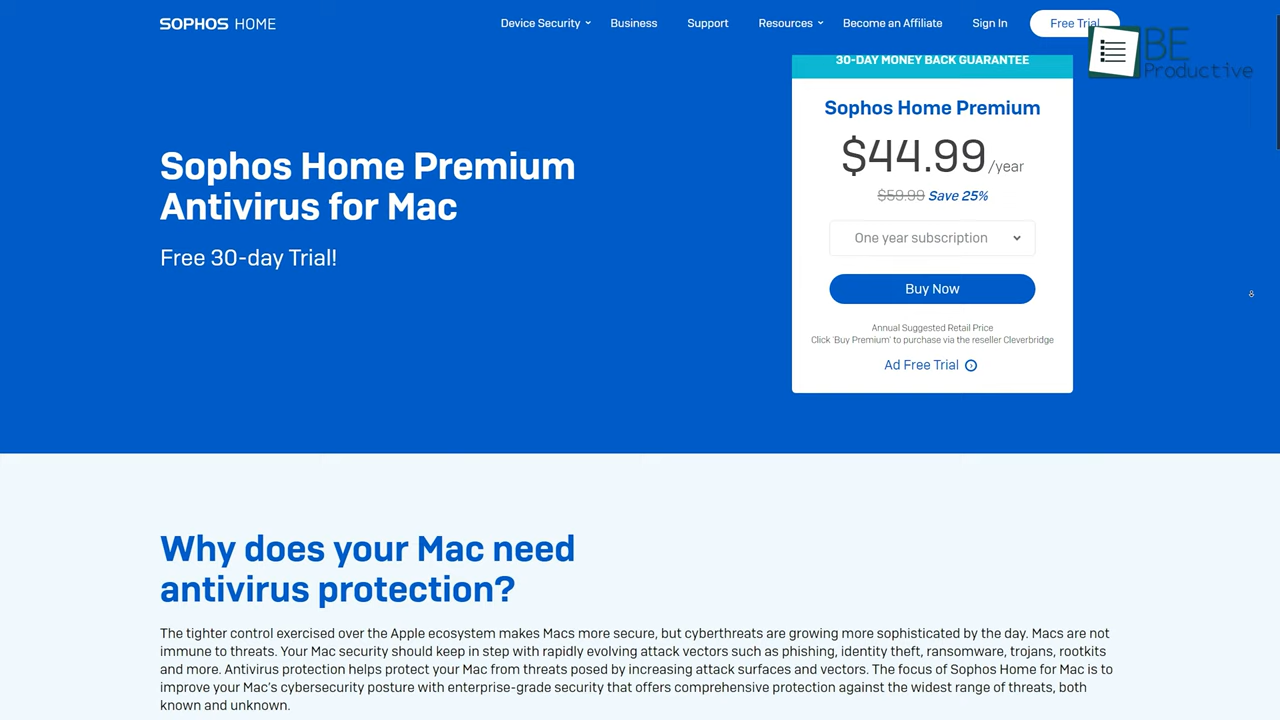 SOPHOS HOME
Device Security
Business
Support
Resources
Become an Affiliate
Sign In
Free Trial
BE
Productive
30-DAY MONEY BACK GUARANTEE
Sophos Home Premium
$44.99/year
$59.99 Save 25%
One year subscription
Buy Now
Annual Suggested Retail Price
Click 'Buy Premium' to purchase via the reseller Cleverbridge
Ad Free Trial
Sophos Home Premium
Antivirus for Mac
Free 30-day Trial!
Why does your Mac need
antivirus protection?
The tighter control exercised over the Apple ecosystem makes Macs more secure, but cyberthreats are growing more sophisticated by the day. Macs are not
immune to threats. Your Mac security should keep in step with rapidly evolving attack vectors such as phishing, identity theft, ransomware, trojans, rootkits
and more. Antivirus protection helps protect your Mac from threats posed by increasing attack surfaces and vectors. The focus of Sophos Home for Mac is to
improve your Mac's cybersecurity posture with enterprise-grade security that offers comprehensive protection against the widest range of threats, both
known and unknown.